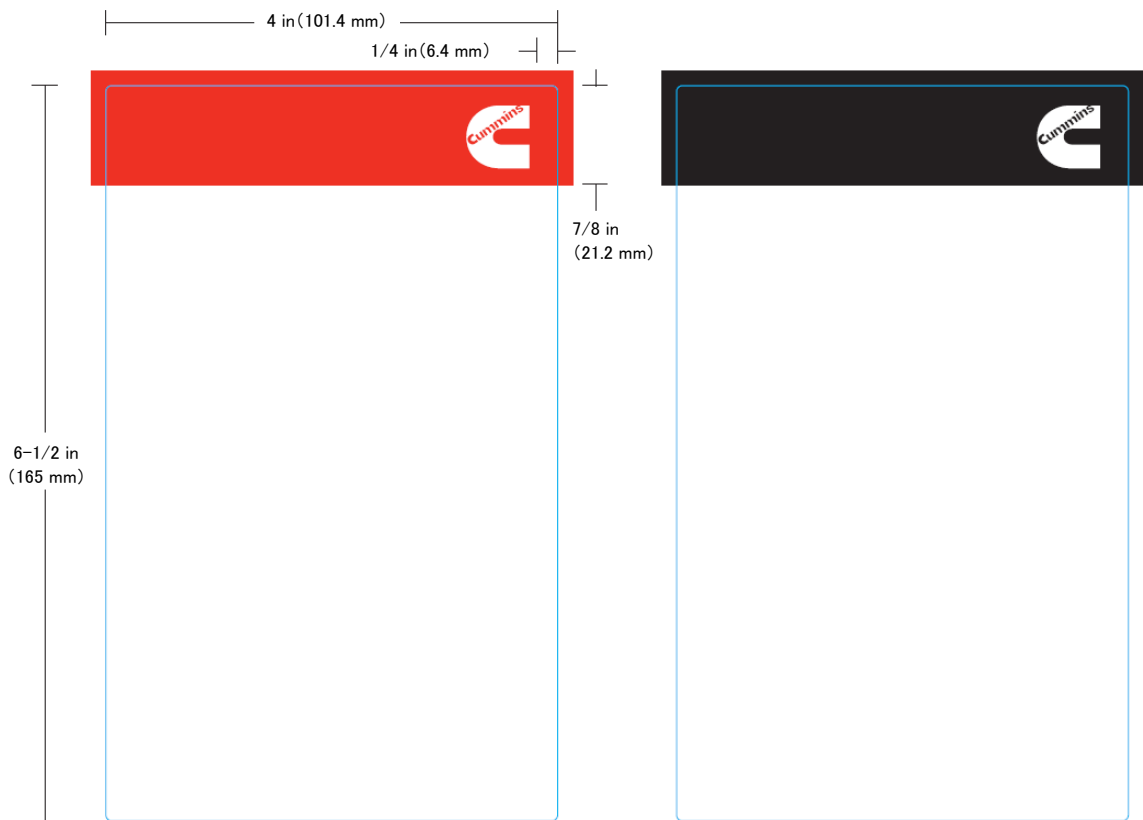 4 in(101.4 mm)
1/4 in(6.4 mm)
Cummins
Cummins
7/8 in
(21.2 mm)
6-1/2 in
(165 mm)